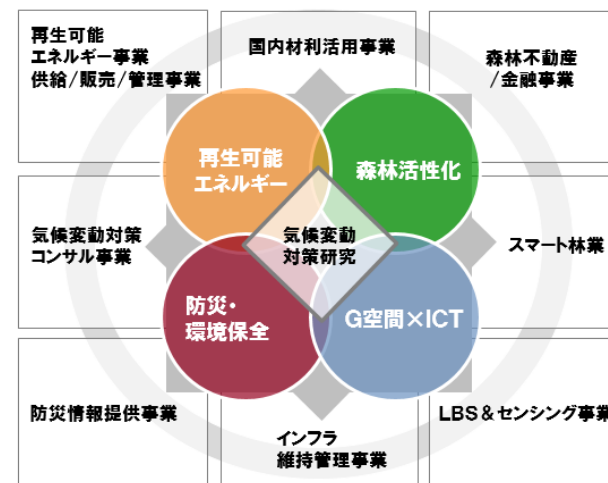 再生可能
エネルギー事業
供給/販売/管理事業
国内材利活用事業
森林不動産
/金融事業
再生可能
エネルギー
森林活性化
気候変動対策
コンサル事業
気候変動
対策研究
スマート林業
防災・
環境保全
G空間×ICT
防災情報提供事業
インフラ
維持管理事業
LBS&センシング事業